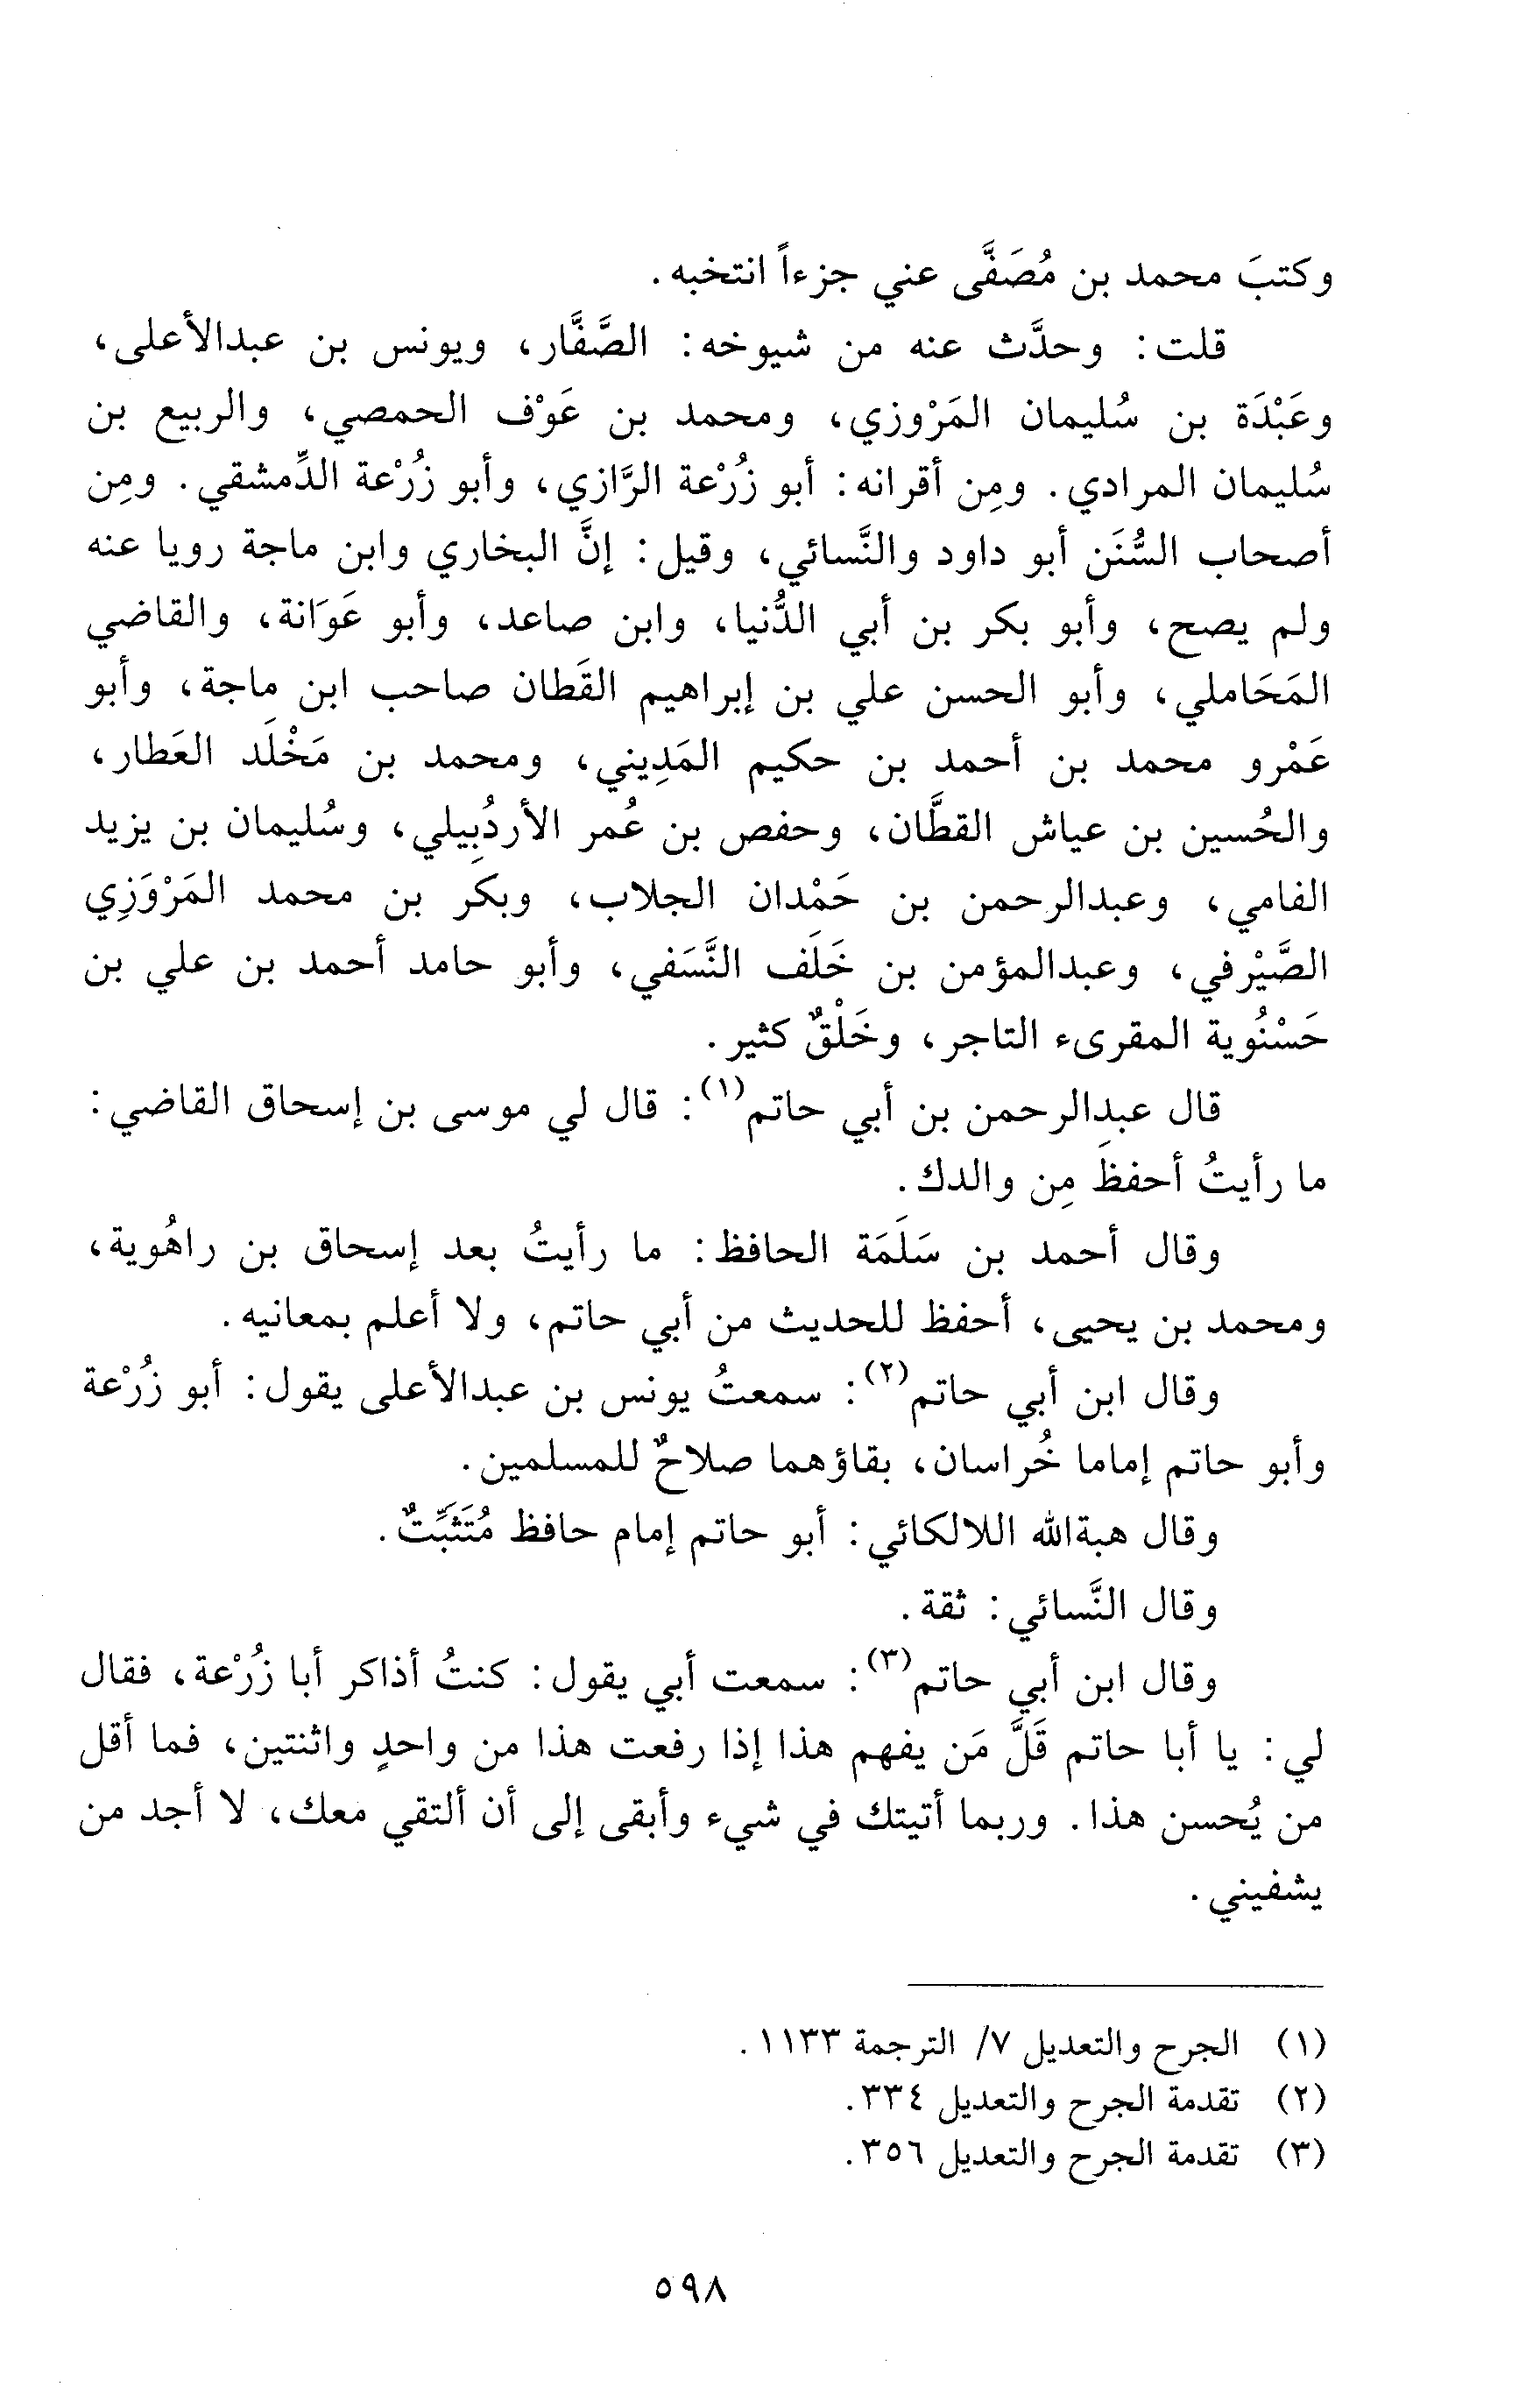 وكتبَ محمد بن مُصَفَّى عني جزءاً انتخبه.
قلت: وحدَّث عنه من شيوخه: الصَّفَّار، ويونس بن عبدالأعلى،
وعَبْدَة بن سُليمان المَرْوزي، ومحمد بن عَوْف الحمصي، والربيع بن
سُليمان المرادي. ومِن أقرانه: أبو زُرْعة الرَّازي، وأبو زُرْعة الدِّمشقي. ومِن
أصحاب السُّنَن أبو داود والنَّسائي، وقيل: إنَّ البخاري وابن ماجة رويا عنه
ولم يصح، وأبو بكر بن أبي الدُّنيا، وابن صاعد، وأبو عَوَانة، والقاضي
المَحَاملي، وأبو الحسن علي بن إبراهيم القَطان صاحب ابن ماجة، وأبو
عَمْرو محمد بن أحمد بن حكيم المَدِيني، ومحمد بن مَخْلَد العَطار،
والحُسين بن عياش القطَّان، وحفص بن عُمر الأردُبِيلي، وسُليمان بن يزيد
الفامي، وعبدالرحمن بن حَمْدان الجلاب، وبكر بن محمد المَرْوَزِي
الصَّيْرفي، وعبدالمؤمن بن خَلَف النَّسَفي، وأبو حامد أحمد بن علي بن
حَسْنُوية المقرىء التاجر، وخَلْقٌ كثير.
قال عبدالرحمن بن أبي حاتم(١): قال لي موسى بن إسحاق القاضي:
ما رأيتُ أحفظَ مِن والدك.
وقال أحمد بن سَلَمَة الحافظ: ما رأيتُ بعد إسحاق بن راهُوية،
ومحمد بن يحيى، أحفظ للحديث من أبي حاتم، ولا أعلم بمعانيه.
وقال ابن أبي حاتم(٢): سمعتُ يونس بن عبدالأعلى يقول: أبو زُرْعة
وأبو حاتم إماما خُراسان، بقاؤهما صلاحٌ للمسلمين.
وقال هبةالله اللالكائي: أبو حاتم إمام حافظ مُتَثَبِّتٌ.
وقال النَّسائي: ثقة.
وقال ابن أبي حاتم(٣): سمعت أبي يقول: كنتُ أذاكر أبا زُرْعة، فقال
لي: يا أبا حاتم قَلَّ مَن يفهم هذا إذا رفعت هذا من واحدٍ واثنتين، فما أقل
من يُحسن هذا. وربما أتيتك في شيء وأبقى إلى أن ألتقي معك، لا أجد من
يشفيني.
(١) الجرح والتعديل ٧/ الترجمة ١١٣٣.
(٢) تقدمة الجرح والتعديل ٣٣٤.
(٣) تقدمة الجرح والتعديل ٣٥٦.
٥٩٨